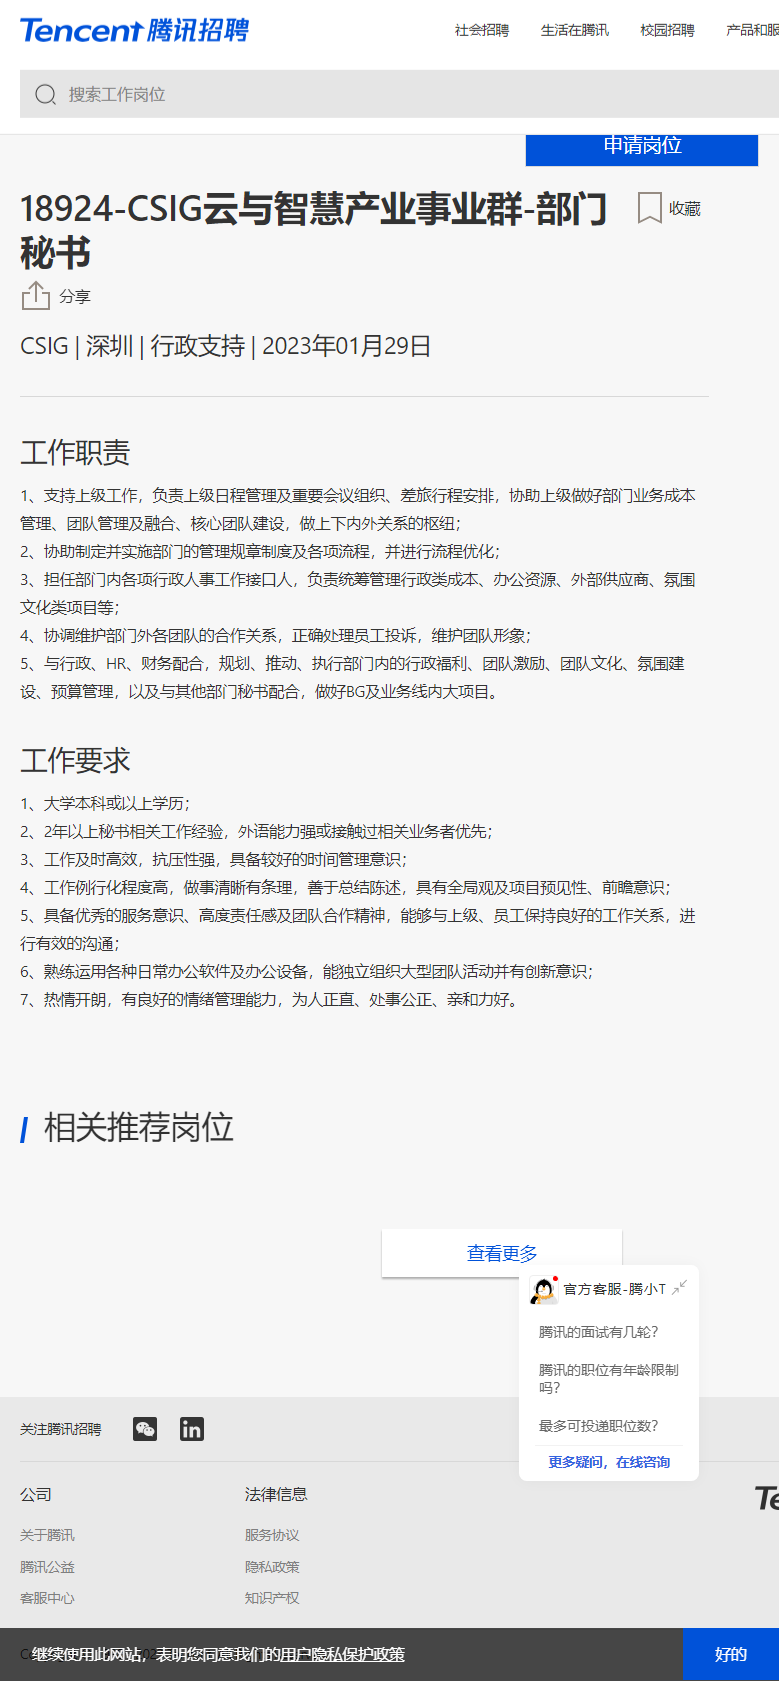 Tencent 腾讯招聘
社会招聘 生活在腾讯 校园招聘 产品和服
搜索工作岗位
申请岗位
18924-CSIG云与智慧产业事业群-部门
秘书
收藏
分享
CSIG | 深圳 | 行政支持 | 2023年01月29日
工作职责
1、支持上级工作，负责上级日程管理及重要会议组织、差旅行程安排，协助上级做好部门业务成本
管理、团队管理及融合、核心团队建设，做上下内外关系的枢纽；
2、协助制定并实施部门的管理规章制度及各项流程，并进行流程优化；
3、担任部门内各项行政人事工作接口人，负责统筹管理行政类成本、办公资源、外部供应商、氛围
文化类项目等；
4、协调维护部门外各团队的合作关系，正确处理员工投诉，维护团队形象；
5、与行政、HR、财务配合，规划、推动、执行部门内的行政福利、团队激励、团队文化、氛围建
设、预算管理，以及与其他部门秘书配合，做好BG及业务线内大项目。
工作要求
1、大学本科或以上学历；
2、2年以上秘书相关工作经验，外语能力强或接触过相关业务者优先；
3、工作及时高效，抗压性强，具备较好的时间管理意识；
4、工作例行化程度高，做事清晰有条理，善于总结陈述，具有全局观及项目预见性、前瞻意识；
5、具备优秀的服务意识、高度责任感及团队合作精神，能够与上级、员工保持良好的工作关系，进
行有效的沟通；
6、熟练运用各种日常办公软件及办公设备，能独立组织大型团队活动并有创新意识；
7、热情开朗，有良好的情绪管理能力，为人正直、处事公正、亲和力好。
相关推荐岗位
查看更多
官方客服-腾小T
腾讯的面试有几轮？
腾讯的职位有年龄限制
吗？
最多可投递职位数？
更多疑问，在线咨询
关注腾讯招聘
公司 法律信息
Te
关于腾讯 服务协议
腾讯公益 隐私政策
客服中心 知识产权
继续使用此网站，表明您同意我们的用户隐私保护政策
好的